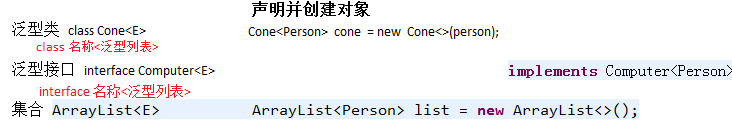 声明并创建对象
泛型类 class Cone<E> Cone<Person> cone = new Cone<>(person);
class 名称<泛型列表>
泛型接口 interface Computer<E> implements Computer<Person>
interface 名称<泛型列表>
集合 ArrayList<E> ArrayList<Person> list = new ArrayList<>();